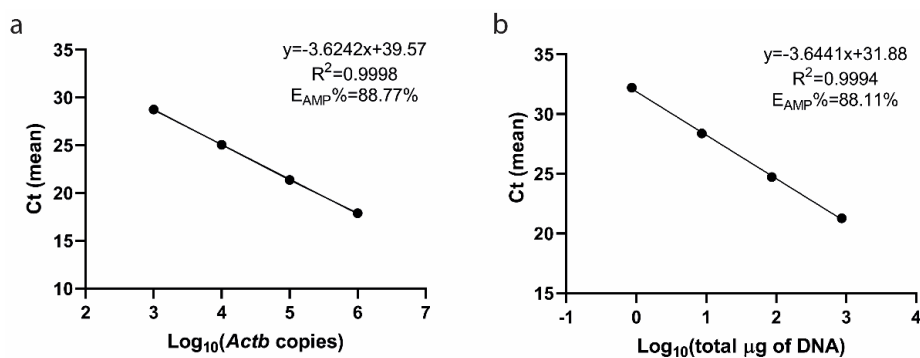 a
y=-3.6242x+39.57
R²=0.9998
E_AMP%=88.77%
35
30
25
20
15
10
Ct (mean)
2 3 4 5 6 7
Log₁₀(Actb copies)
b
y=-3.6441x+31.88
R²=0.9994
E_AMP%=88.11%
35
30
25
20
15
Ct (mean)
-1 0 1 2 3 4
Log₁₀(total μg of DNA)